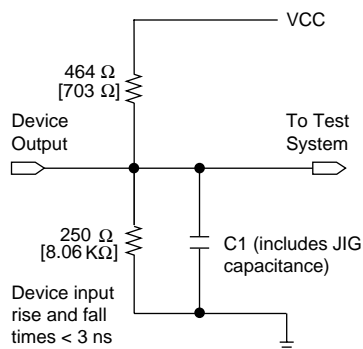 VCC
464 Ω
[703 Ω]
Device
Output
To Test
System
250 Ω
[8.06 KΩ]
C1 (includes JIG
capacitance)
Device input
rise and fall
times < 3 ns